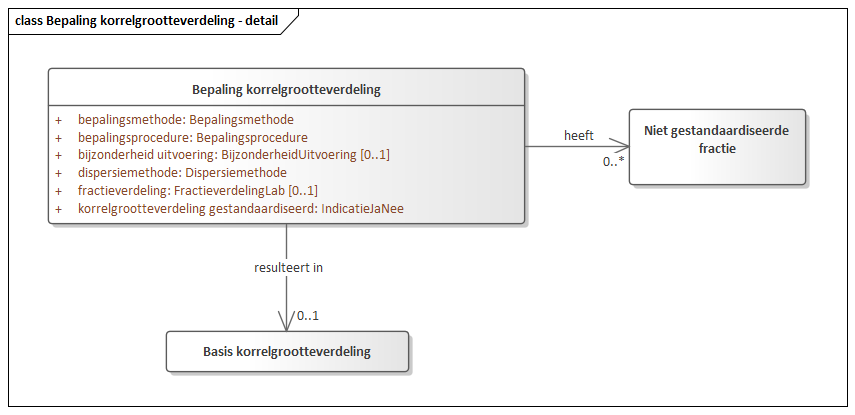 class Bepaling korrelgrootteverdeling - detail
Bepaling korrelgrootteverdeling
+ bepalingsmethode: Bepalingsmethode
+ bepalingsprocedure: Bepalingsprocedure
+ bijzonderheid uitvoering: BijzonderheidUitvoering [0..1]
+ dispersiemethode: Dispersiemethode
+ fractieverdeling: FractieverdelingLab [0..1]
+ korrelgrootteverdeling gestandaardiseerd: IndicatieJaNee
heeft
0..*
Niet gestandaardiseerde
fractie
resulteert in
0..1
Basis korrelgrootteverdeling